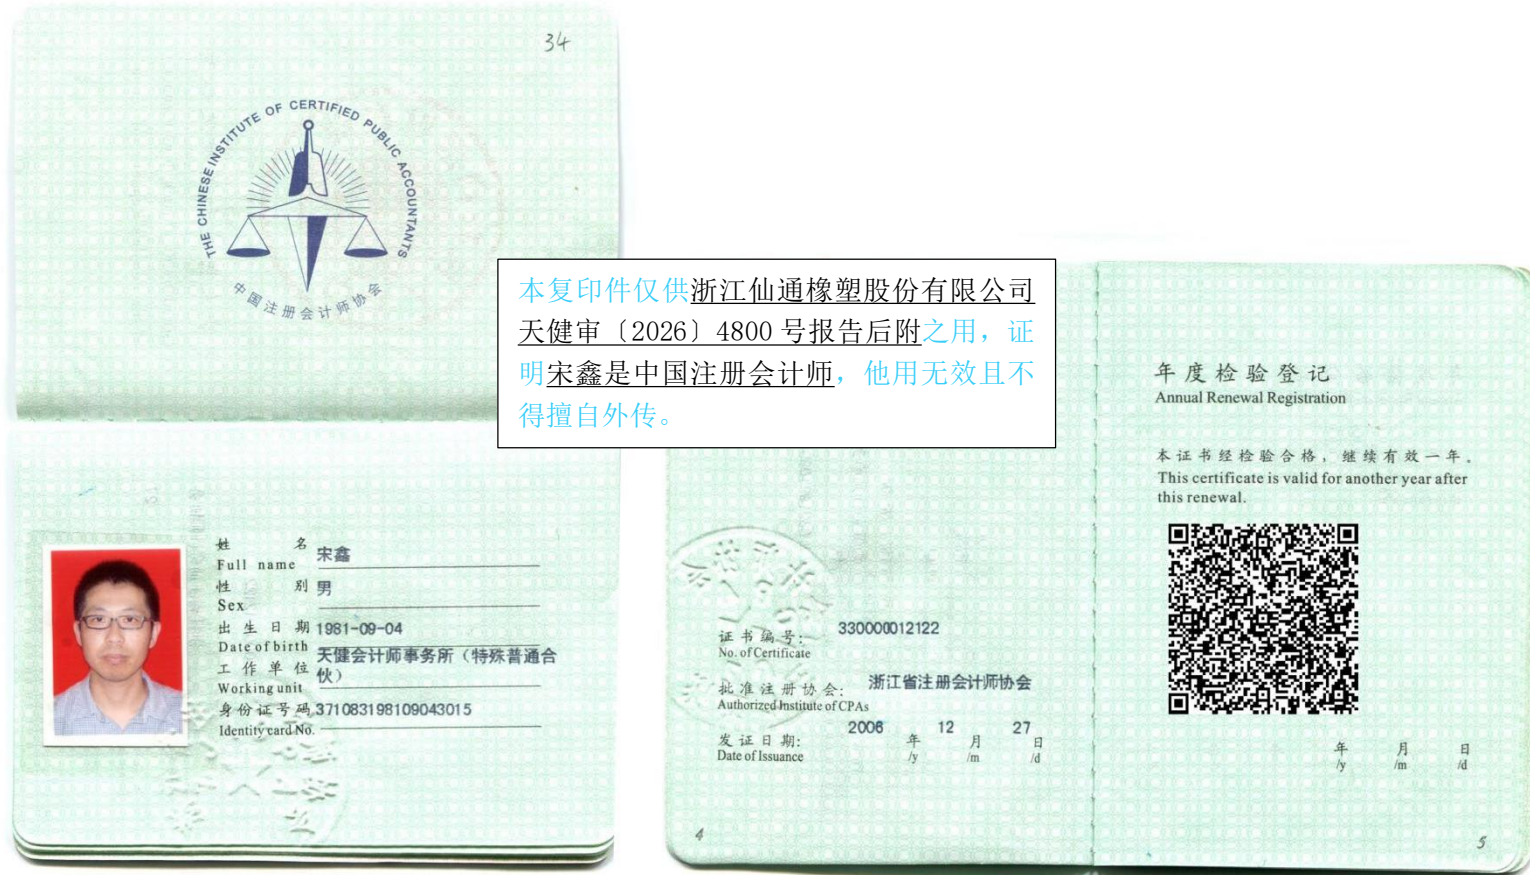 34
THE CHINESE INSTITUTE OF CERTIFIED PUBLIC ACCOUNTANTS
中国注册会计师协会
本复印件仅供浙江仙通橡塑股份有限公司
天健审〔2026〕4800号报告后附之用，证
明宋鑫是中国注册会计师，他用无效且不
得擅自外传。
姓 名 宋鑫
Full name
性 别 男
Sex
出生日期 1981-09-04
Date of birth
工作单位 天健会计师事务所（特殊普通合
伙）
Working unit
身份证号码 371083198109043015
Identity card No.
证书编号: 330000012122
No. of Certificate
批准注册协会: 浙江省注册会计师协会
Authorized Institute of CPAs
发证日期: 2006 年 12 月 27 日
Date of Issuance /y /m /d
4
年度检验登记
Annual Renewal Registration
本证书经检验合格，继续有效一年。
This certificate is valid for another year after
this renewal.
年 月 日
/y /m /d
5